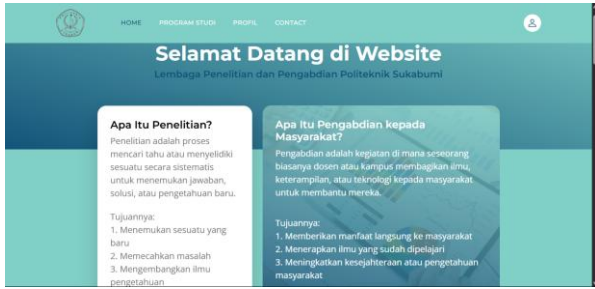 HOME PROGRAM STUDI PROFIL CONTACT
Selamat Datang di Website
Lembaga Penelitian dan Pengabdian Politeknik Sukabumi
Apa Itu Penelitian?
Penelitian adalah proses
mencari tahu atau menyelidiki
sesuatu secara sistematis
untuk menemukan jawaban,
solusi, atau pengetahuan baru.
Tujuannya:
1. Menemukan sesuatu yang
baru
2. Memecahkan masalah
3. Mengembangkan ilmu
pengetahuan
Apa Itu Pengabdian kepada
Masyarakat?
Pengabdian adalah kegiatan di mana seseorang
biasanya dosen atau kampus membagikan ilmu,
keterampilan, atau teknologi kepada masyarakat
untuk membantu mereka.
Tujuannya:
1. Memberikan manfaat langsung ke masyarakat
2. Menerapkan ilmu yang sudah dipelajari
3. Meningkatkan kesejahteraan atau pengetahuan
masyarakat